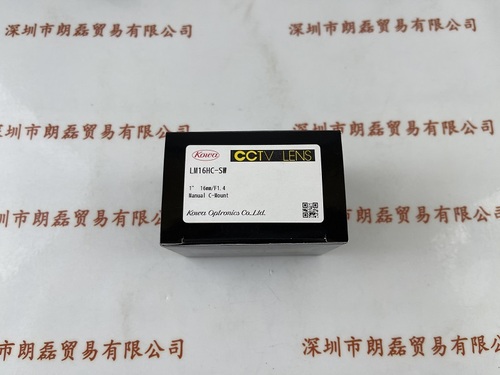 深圳市朗磊贸易有限公司
深圳市朗磊贸易有限公司
深圳市朗磊贸易有限公司
深圳市朗磊贸易有限公司
Kowa
CCTV LENS
LM16HC-SW
1" 16mm/F1.4
Manual C-Mount
Kowa Optronics Co.,Ltd.
深圳市朗磊贸易有限公司
深圳市朗磊贸易有限公司
深圳市朗磊贸易有限公司
深圳市朗磊贸易有限公司